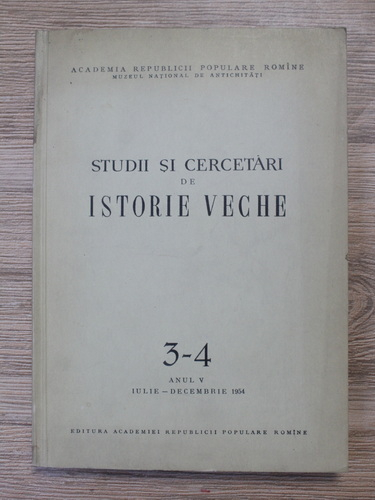 ACADEMIA REPUBLICII POPULARE ROMÎNE
MUZEUL NAȚIONAL DE ANTICHITĂȚI
STUDII ȘI CERCETĂRI
DE
ISTORIE VECHE
3-4
ANUL V
IULIE — DECEMBRIE 1954
EDITURA ACADEMIEI REPUBLICII POPULARE ROMÎNE